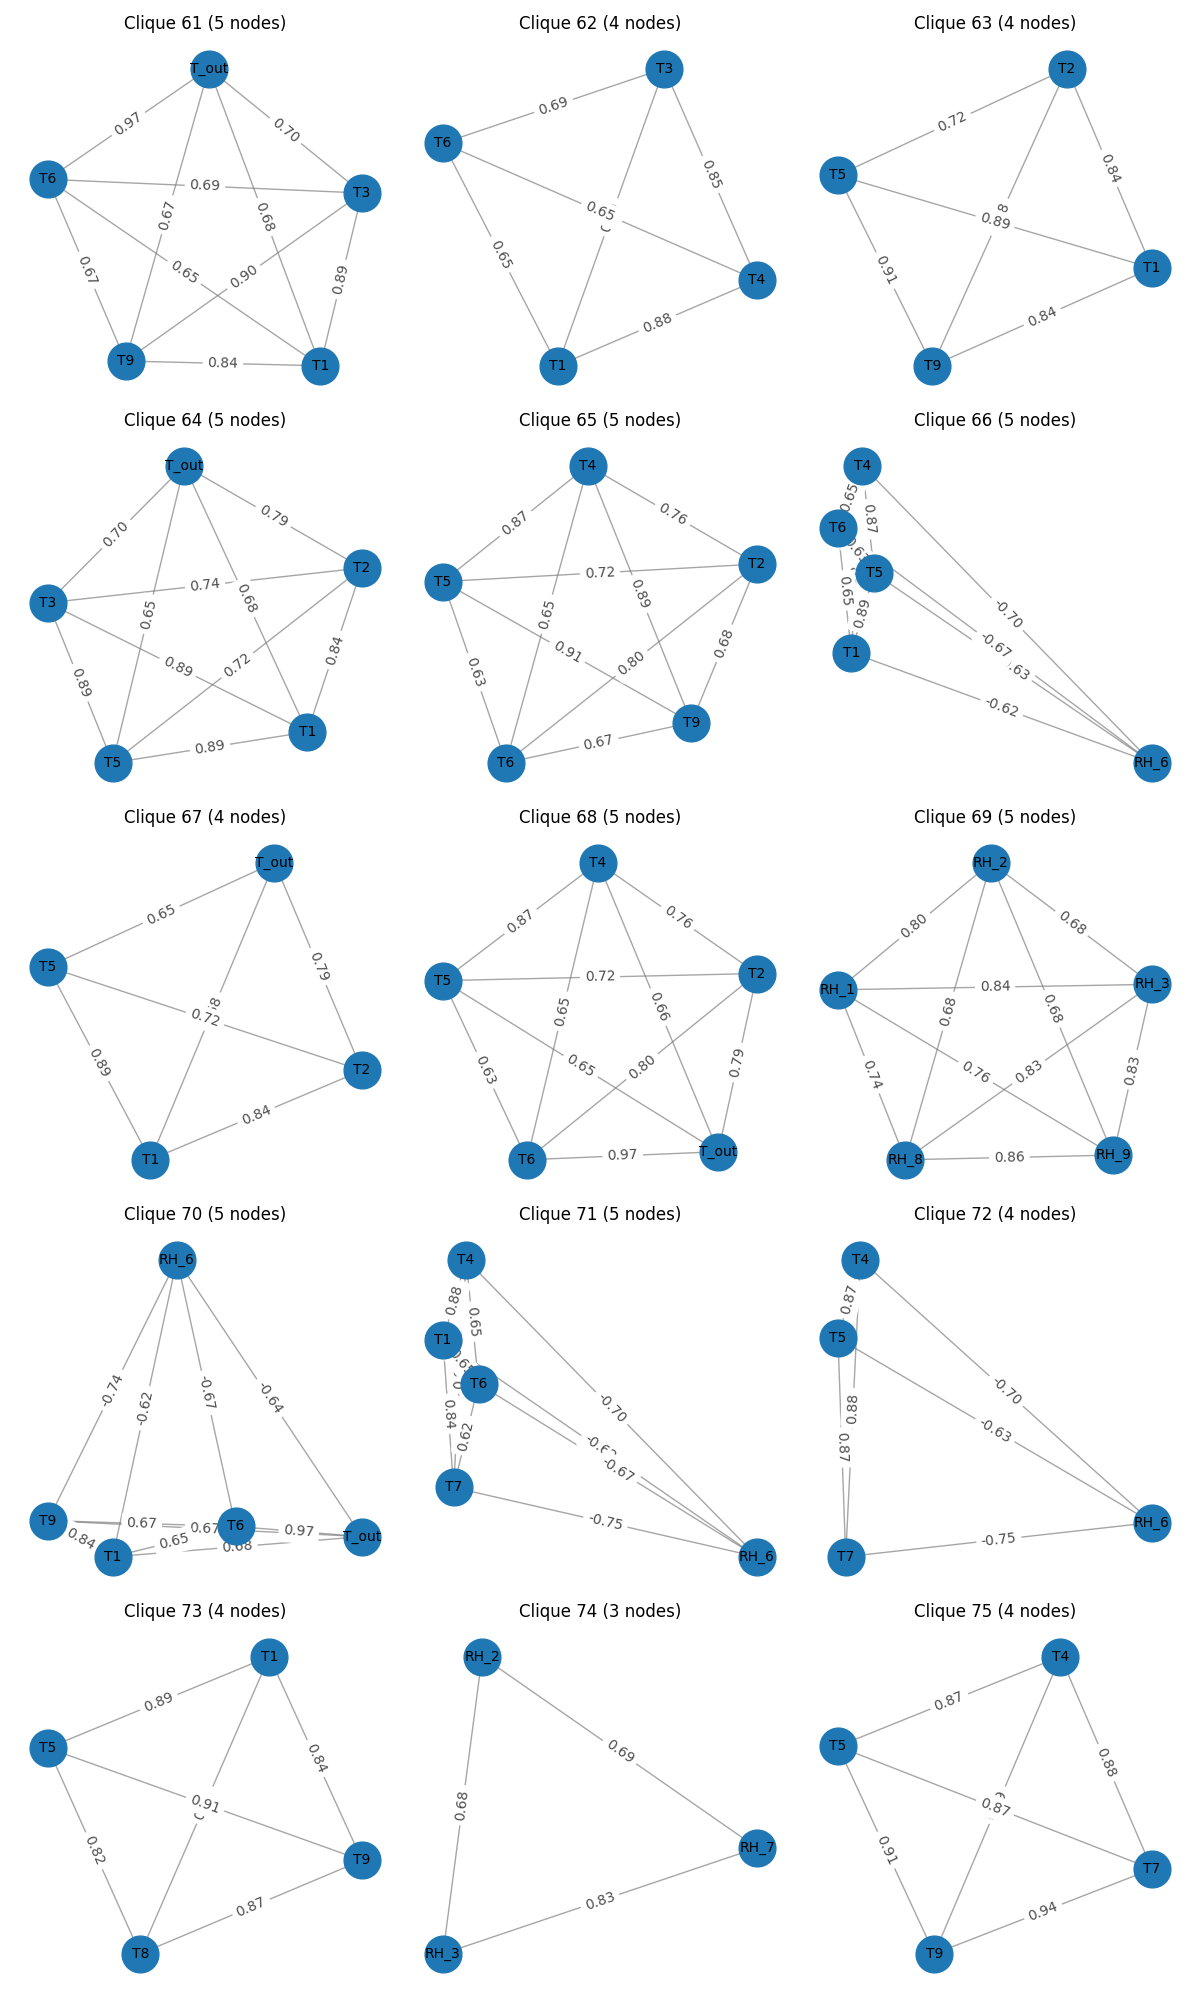 Clique 61 (5 nodes)
T_out
0.97
0.70
T6
0.69
T3
0.67
0.68
0.67
0.65
0.90
0.89
T9
0.84
T1
Clique 62 (4 nodes)
T3
0.69
T6
0.85
0.65
0.65
T4
0.88
T1
Clique 63 (4 nodes)
T2
0.72
0.84
T5
8
0.89
T1
0.91
0.84
T9
Clique 64 (5 nodes)
T_out
0.70
0.79
T2
0.74
T3
0.65
0.68
0.84
0.89
0.72
0.89
T1
0.89
T5
Clique 65 (5 nodes)
T4
0.87
0.76
T2
0.72
T5
0.65
0.89
0.68
0.91
0.80
0.63
T9
0.67
T6
Clique 66 (5 nodes)
T4
0.65
0.87
T6
T5
0.65
0.89
-0.70
-0.67
.63
T1
-0.62
RH_6
Clique 67 (4 nodes)
T_out
0.65
T5
0.79
0.72
0.89
T2
0.84
T1
Clique 68 (5 nodes)
T4
0.87
0.76
T2
0.72
T5
0.65
0.66
0.79
0.63
0.65
0.80
T_out
0.97
T6
Clique 69 (5 nodes)
RH_2
0.80
0.68
RH_1
0.84
RH_3
0.68
0.68
0.74
0.76
0.83
0.83
RH_8
0.86
RH_9
Clique 70 (5 nodes)
RH_6
-0.74
-0.62
-0.67
-0.64
T9
0.67
0.67
T6
0.97
T_out
0.84
0.65
0.68
T1
Clique 71 (5 nodes)
T4
0.88
0.65
T1
T6
0.84
0.62
-0.70
-0.67
T7
-0.75
RH_6
Clique 72 (4 nodes)
T4
0.87
T5
-0.70
0.88
-0.63
0.87
RH_6
-0.75
T7
Clique 73 (4 nodes)
T1
0.89
T5
0.84
0.91
0.82
T9
0.87
T8
Clique 74 (3 nodes)
RH_2
0.69
0.68
RH_7
0.83
RH_3
Clique 75 (4 nodes)
T4
0.87
T5
0.88
0.87
0.91
T7
0.94
T9